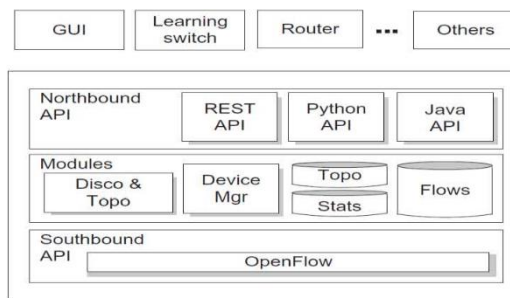 GUI
Learning
switch
Router
...
Others
Northbound
API
REST
API
Python
API
Java
API
Modules
Disco &
Topo
Device
Mgr
Topo
Stats
Flows
Southbound
API
OpenFlow